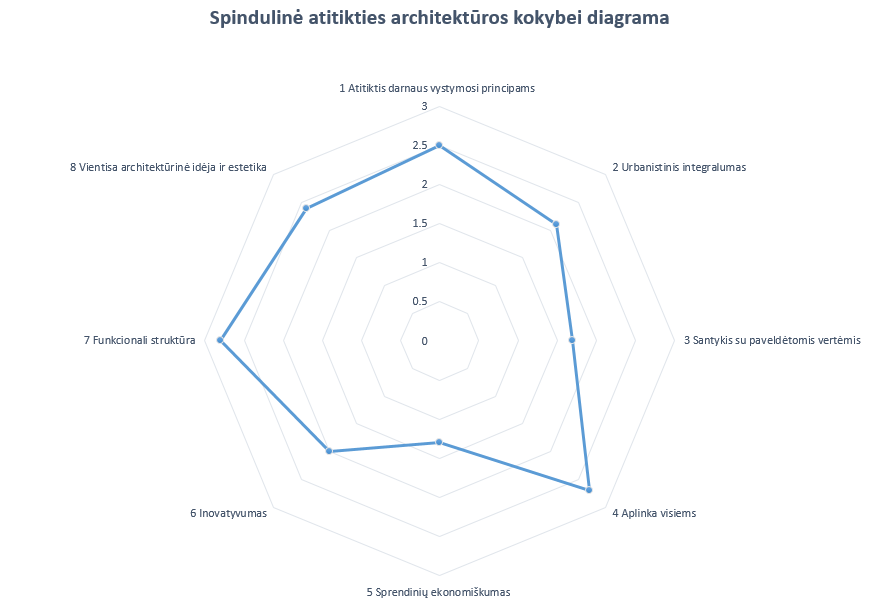 Spindulinė atitikties architektūros kokybei diagrama
1 Atitiktis darnaus vystymosi principams
3
2.5
8 Vientisa architektūrinė idėja ir estetika
2 Urbanistinis integralumas
2
1.5
1
0.5
0
7 Funkcionali struktūra
3 Santykis su paveldėtomis vertėmis
6 Inovatyvumas
4 Aplinka visiems
5 Sprendinių ekonomiškumas